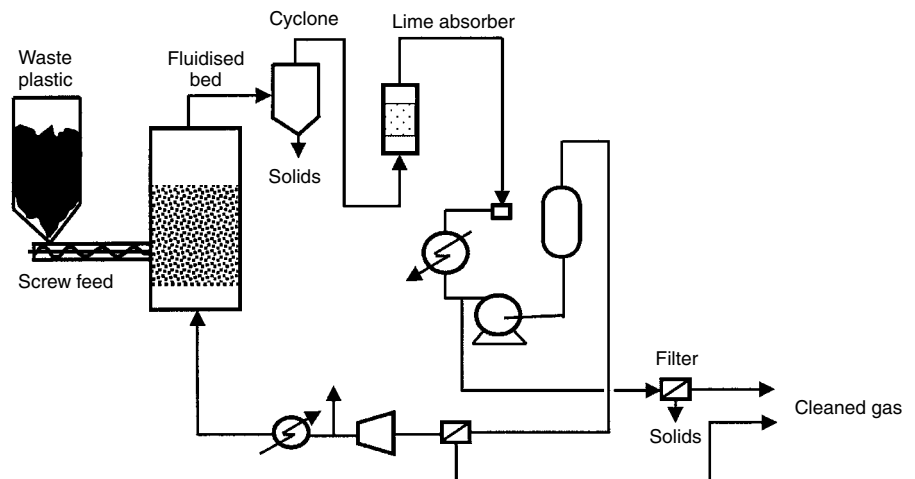 Cyclone
Lime absorber
Waste
plastic
Fluidised
bed
Solids
Screw feed
Filter
Cleaned gas
Solids